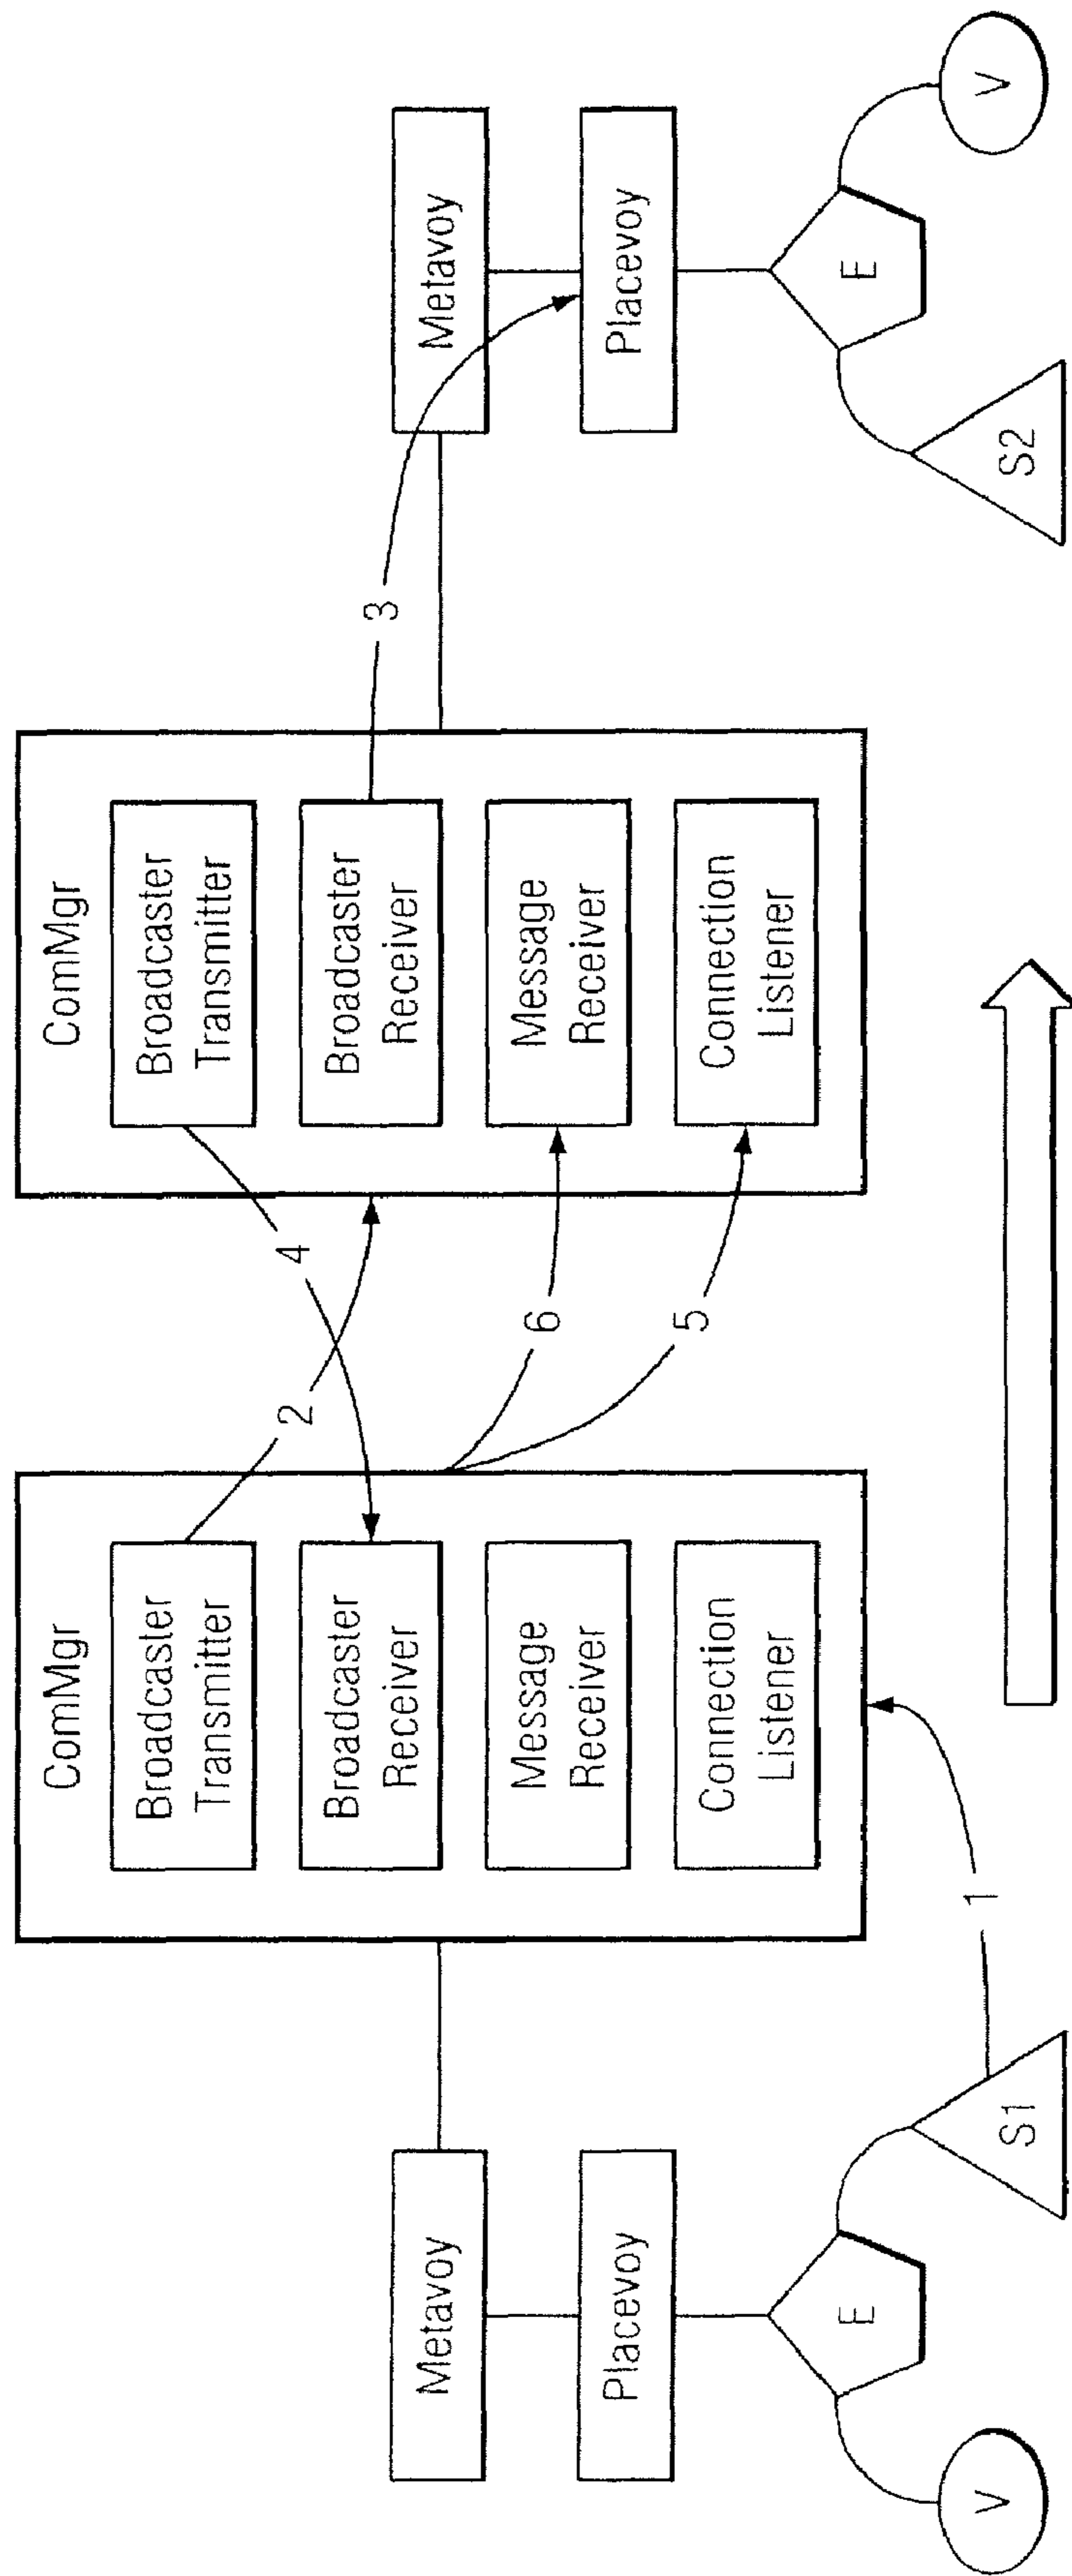 Metavoy
Placevoy
E
V
S1
1
ComMgr
Broadcaster
Transmitter
Broadcaster
Receiver
Message
Receiver
Connection
Listener
2
4
6
5
ComMgr
Broadcaster
Transmitter
Broadcaster
Receiver
Message
Receiver
Connection
Listener
3
Metavoy
Placevoy
E
S2
V